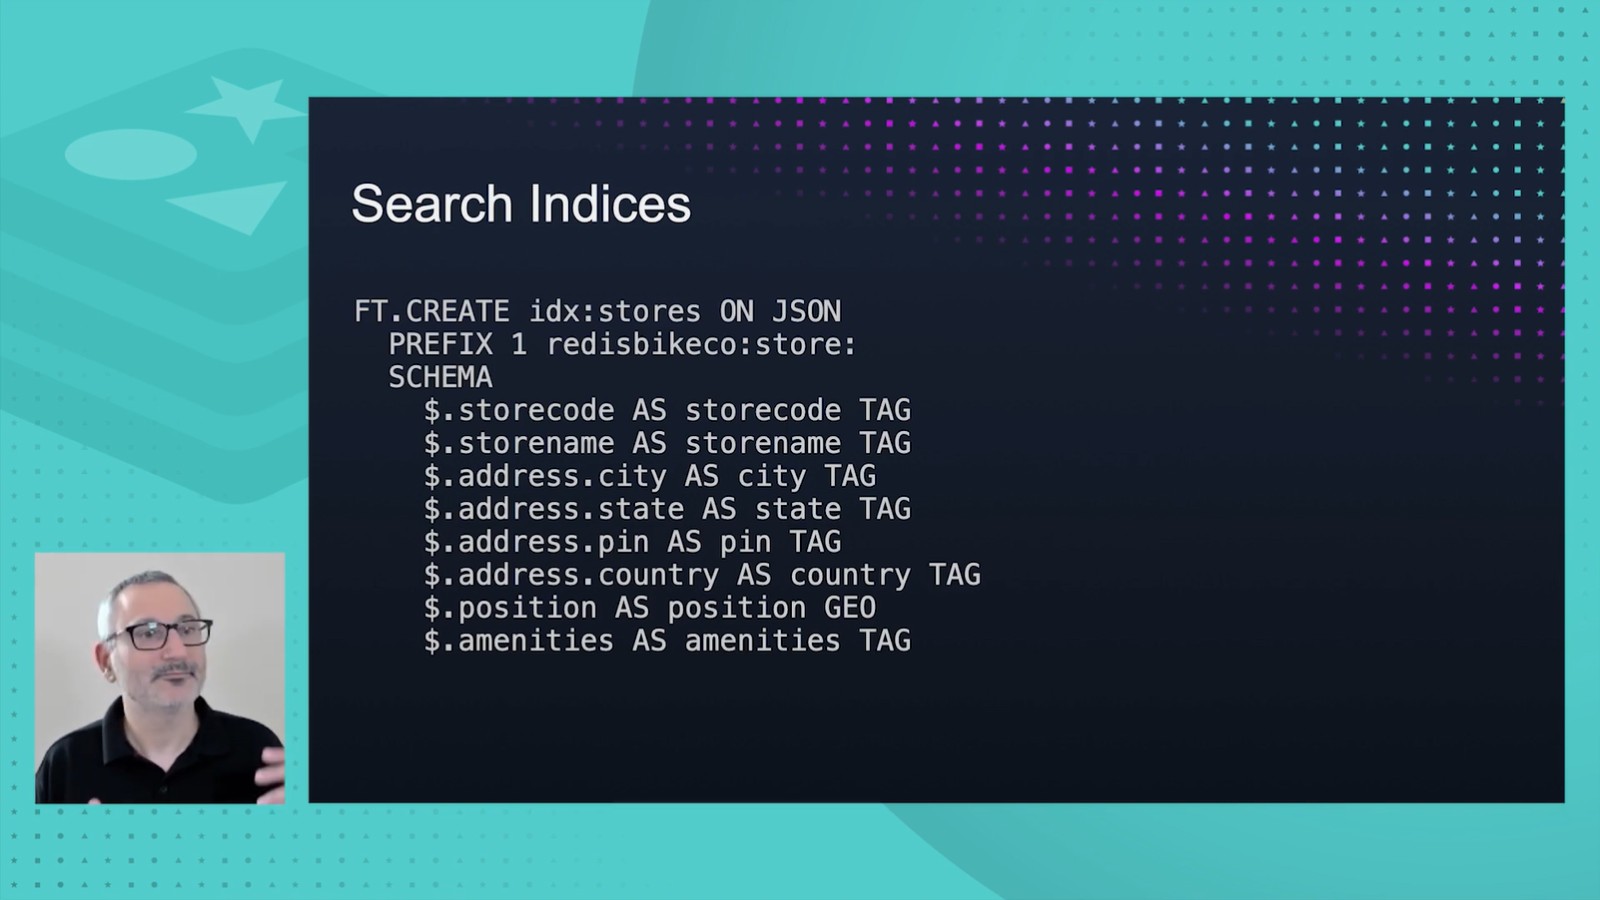 Search Indices
FT.CREATE idx:stores ON JSON
PREFIX 1 redisbikeco:store:
SCHEMA
$.storecode AS storecode TAG
$.storename AS storename TAG
$.address.city AS city TAG
$.address.state AS state TAG
$.address.pin AS pin TAG
$.address.country AS country TAG
$.position AS position GEO
$.amenities AS amenities TAG